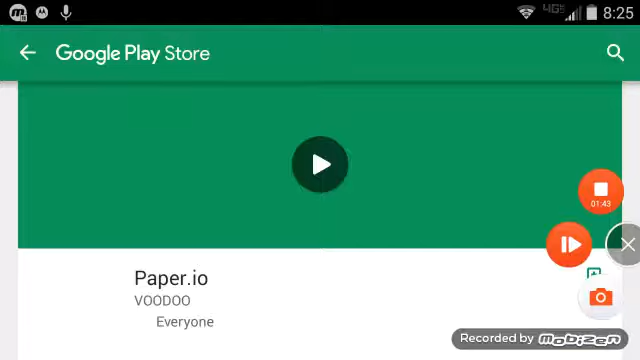 4G 8:25
Google Play Store
01:43
Paper.io
VOODOO
Everyone
Recorded by MOBIZEN